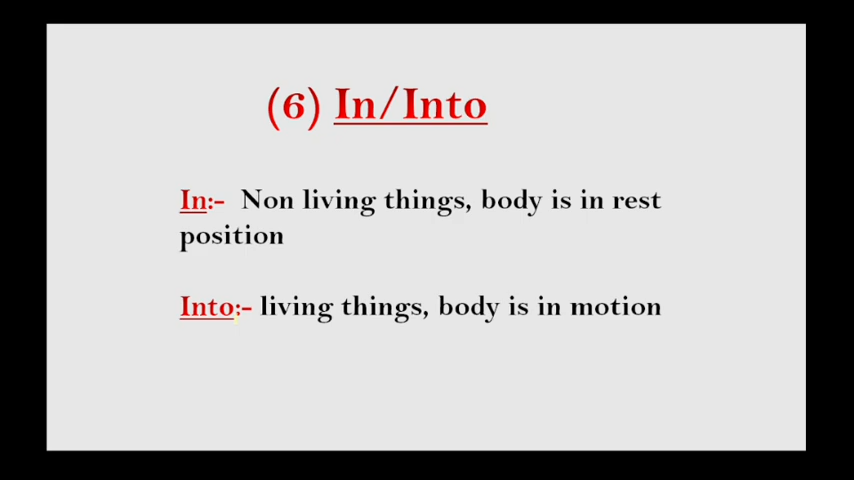 (6) In/Into
In:- Non living things, body is in rest
position
Into:- living things, body is in motion